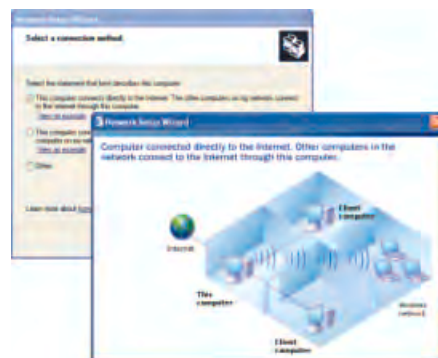 Network Setup Wizard
Select a connection method.
Select the statement that best describes this computer:
This computer connects directly to the Internet. The other computers on my network connect
to the Internet through this computer.
View an example
This computer
computer on my
View an example
Other
Learn more about
Network Setup Wizard
Computer connected directly to the Internet. Other computers in the
network connect to the Internet through this computer.
Client
computer
Internet
This
computer
Wireless
network
Client
computer